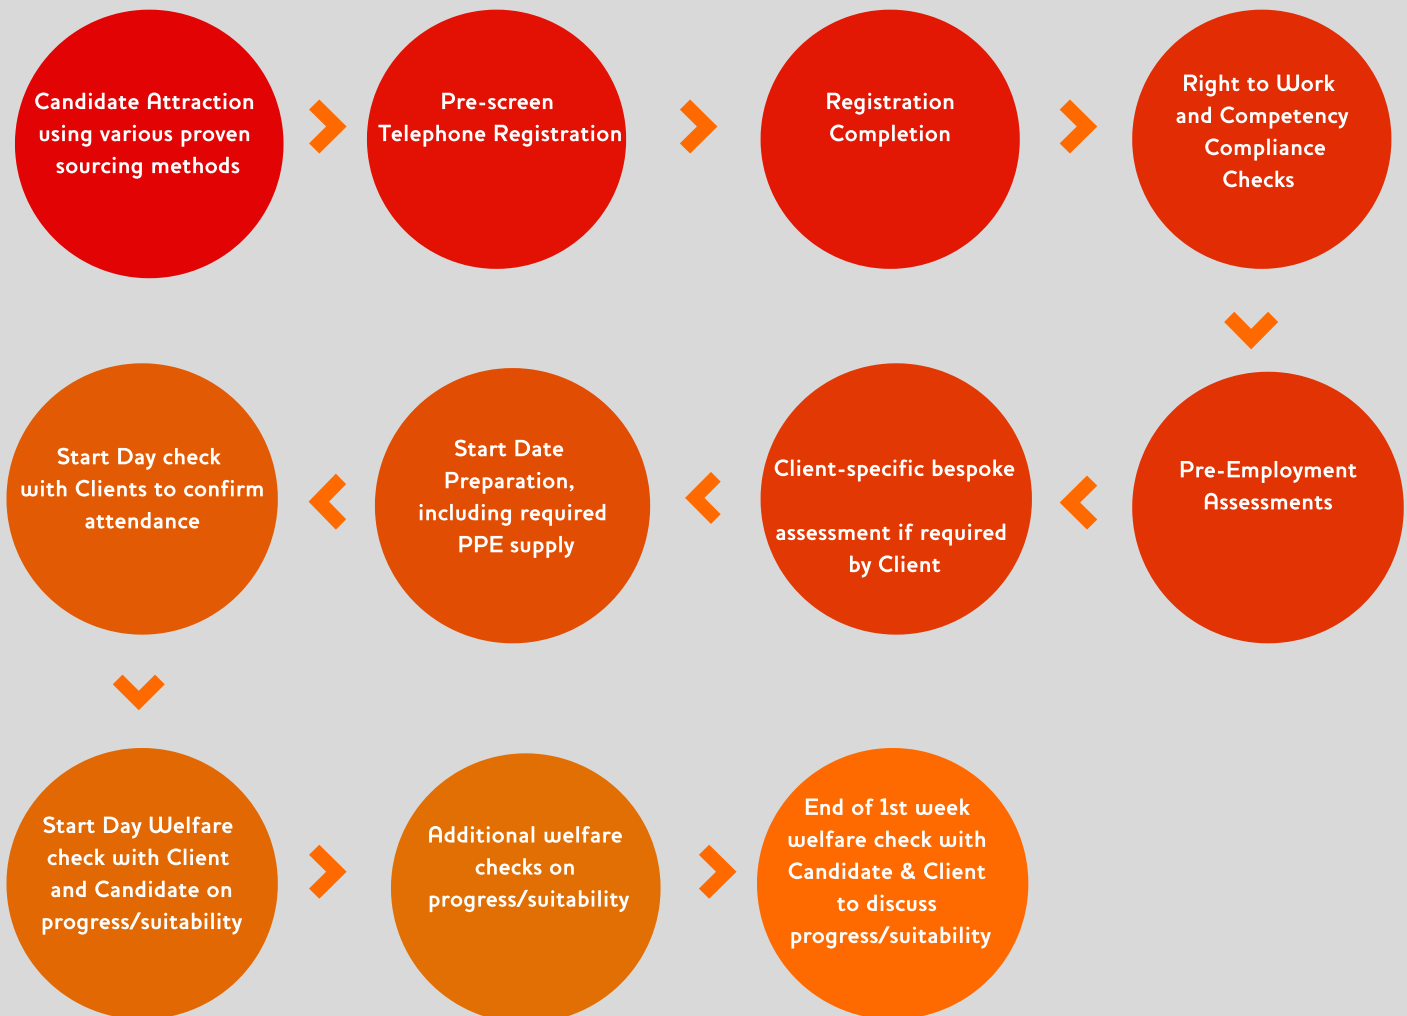 Candidate Attraction
using various proven
sourcing methods
Pre-screen
Telephone Registration
Registration
Completion
Right to Work
and Competency
Compliance
Checks
Pre-Employment
Assessments
Client-specific bespoke
assessment if required
by Client
Start Date
Preparation,
including required
PPE supply
Start Day check
with Clients to confirm
attendance
Start Day Welfare
check with Client
and Candidate on
progress/suitability
Additional welfare
checks on
progress/suitability
End of 1st week
welfare check with
Candidate & Client
to discuss
progress/suitability